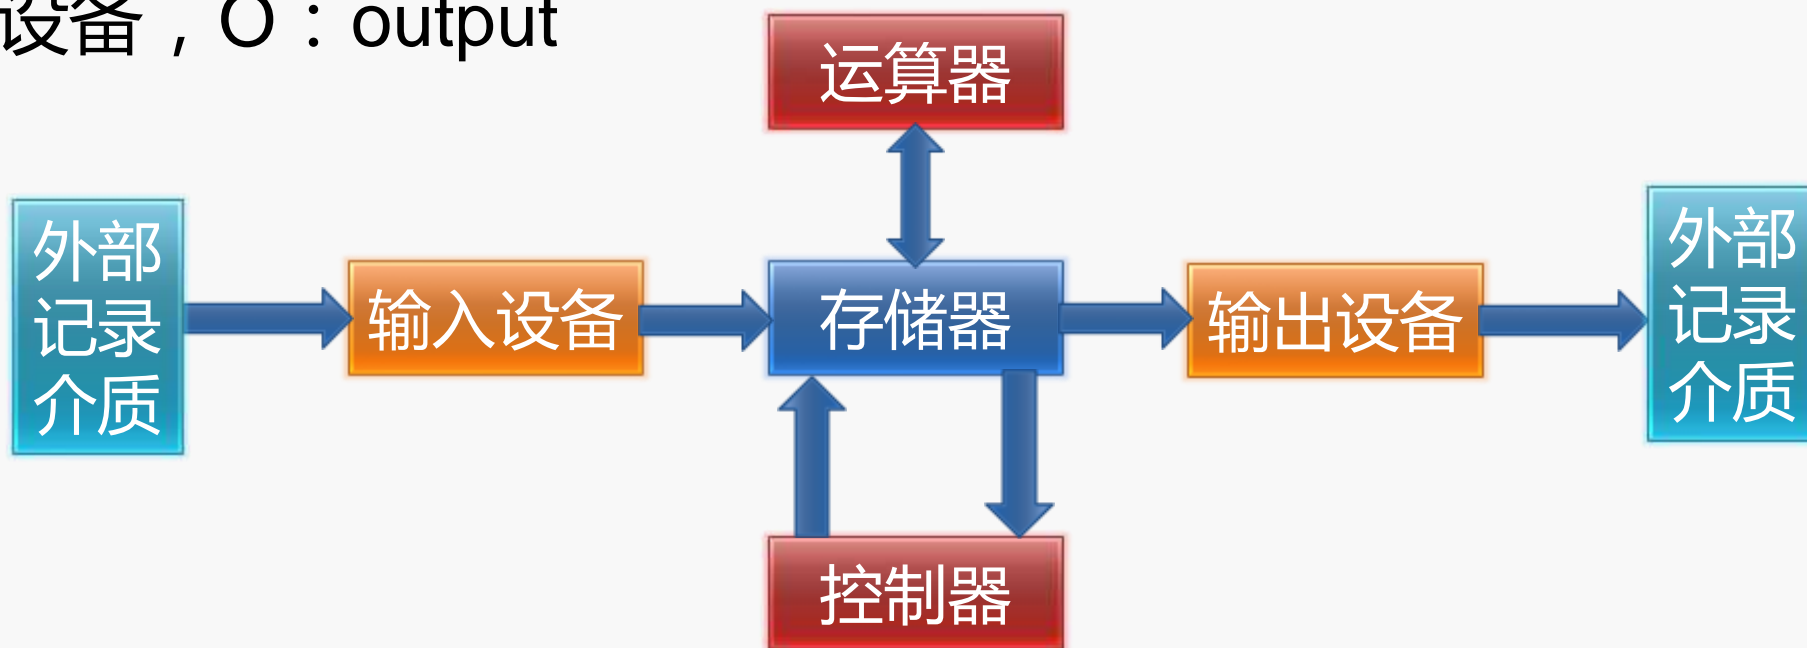 设备，O：output
运算器
外部
记录
介质
输入设备
存储器
输出设备
外部
记录
介质
控制器